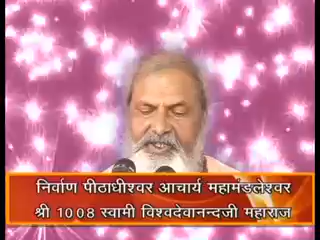 निर्वाण पीठाधीश्वर आचार्य महामंडलेश्वर
श्री 1008 स्वामी विश्वदेवानन्दजी महाराज